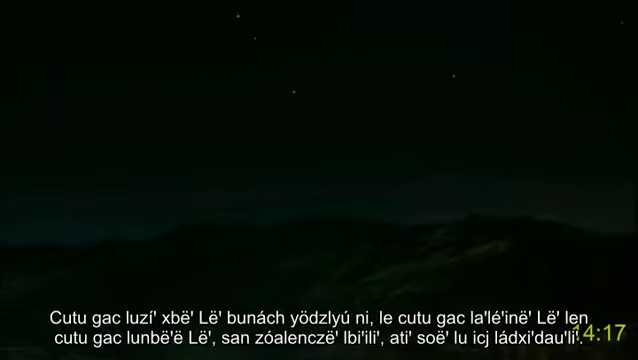 Cutu gac luzí' xbë' Lë' bunách yödzlyú ni, le cutu gac la'lé'inë' Lë' len
cutu gac lunbë'ë Lë', san zóalenczë' lbi'ili', ati' soë' lu icj ládxi'dau'li'.
14:17